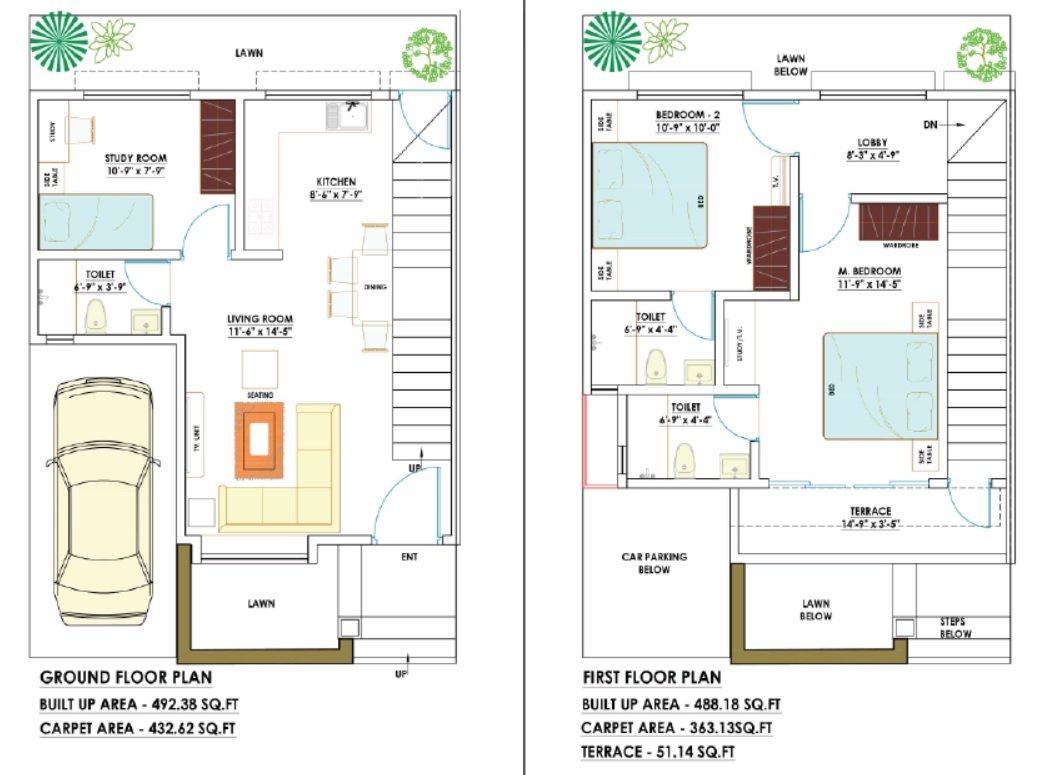 LAWN
STUDY
STUDY ROOM
10'-9" x 7'-9"
SIDE
TABLE
KITCHEN
8'-6" x 7'-9"
TOILET
6'-9" x 3'-9"
DINING
LIVING ROOM
11'-6" x 14'-5"
SEATING
T.V. UNIT
UP
ENT
LAWN
UP
GROUND FLOOR PLAN
BUILT UP AREA - 492.38 SQ.FT
CARPET AREA - 432.62 SQ.FT
LAWN
BELOW
SIDE
TABLE
BEDROOM - 2
10'-9" x 10'-0"
DN
LOBBY
8'-3" x 4'-9"
T.V.
BED
WARDROBE
WARDROBE
SIDE
TABLE
M. BEDROOM
11'-9" x 14'-5"
TOILET
6'-9" x 4'-4"
STUDY/T.V.
SIDE
TABLE
BED
TOILET
6'-9" x 4'-4"
SIDE
TABLE
TERRACE
14'-9" x 3'-5"
CAR PARKING
BELOW
LAWN
BELOW
STEPS
BELOW
FIRST FLOOR PLAN
BUILT UP AREA - 488.18 SQ.FT
CARPET AREA - 363.13SQ.FT
TERRACE - 51.14 SQ.FT